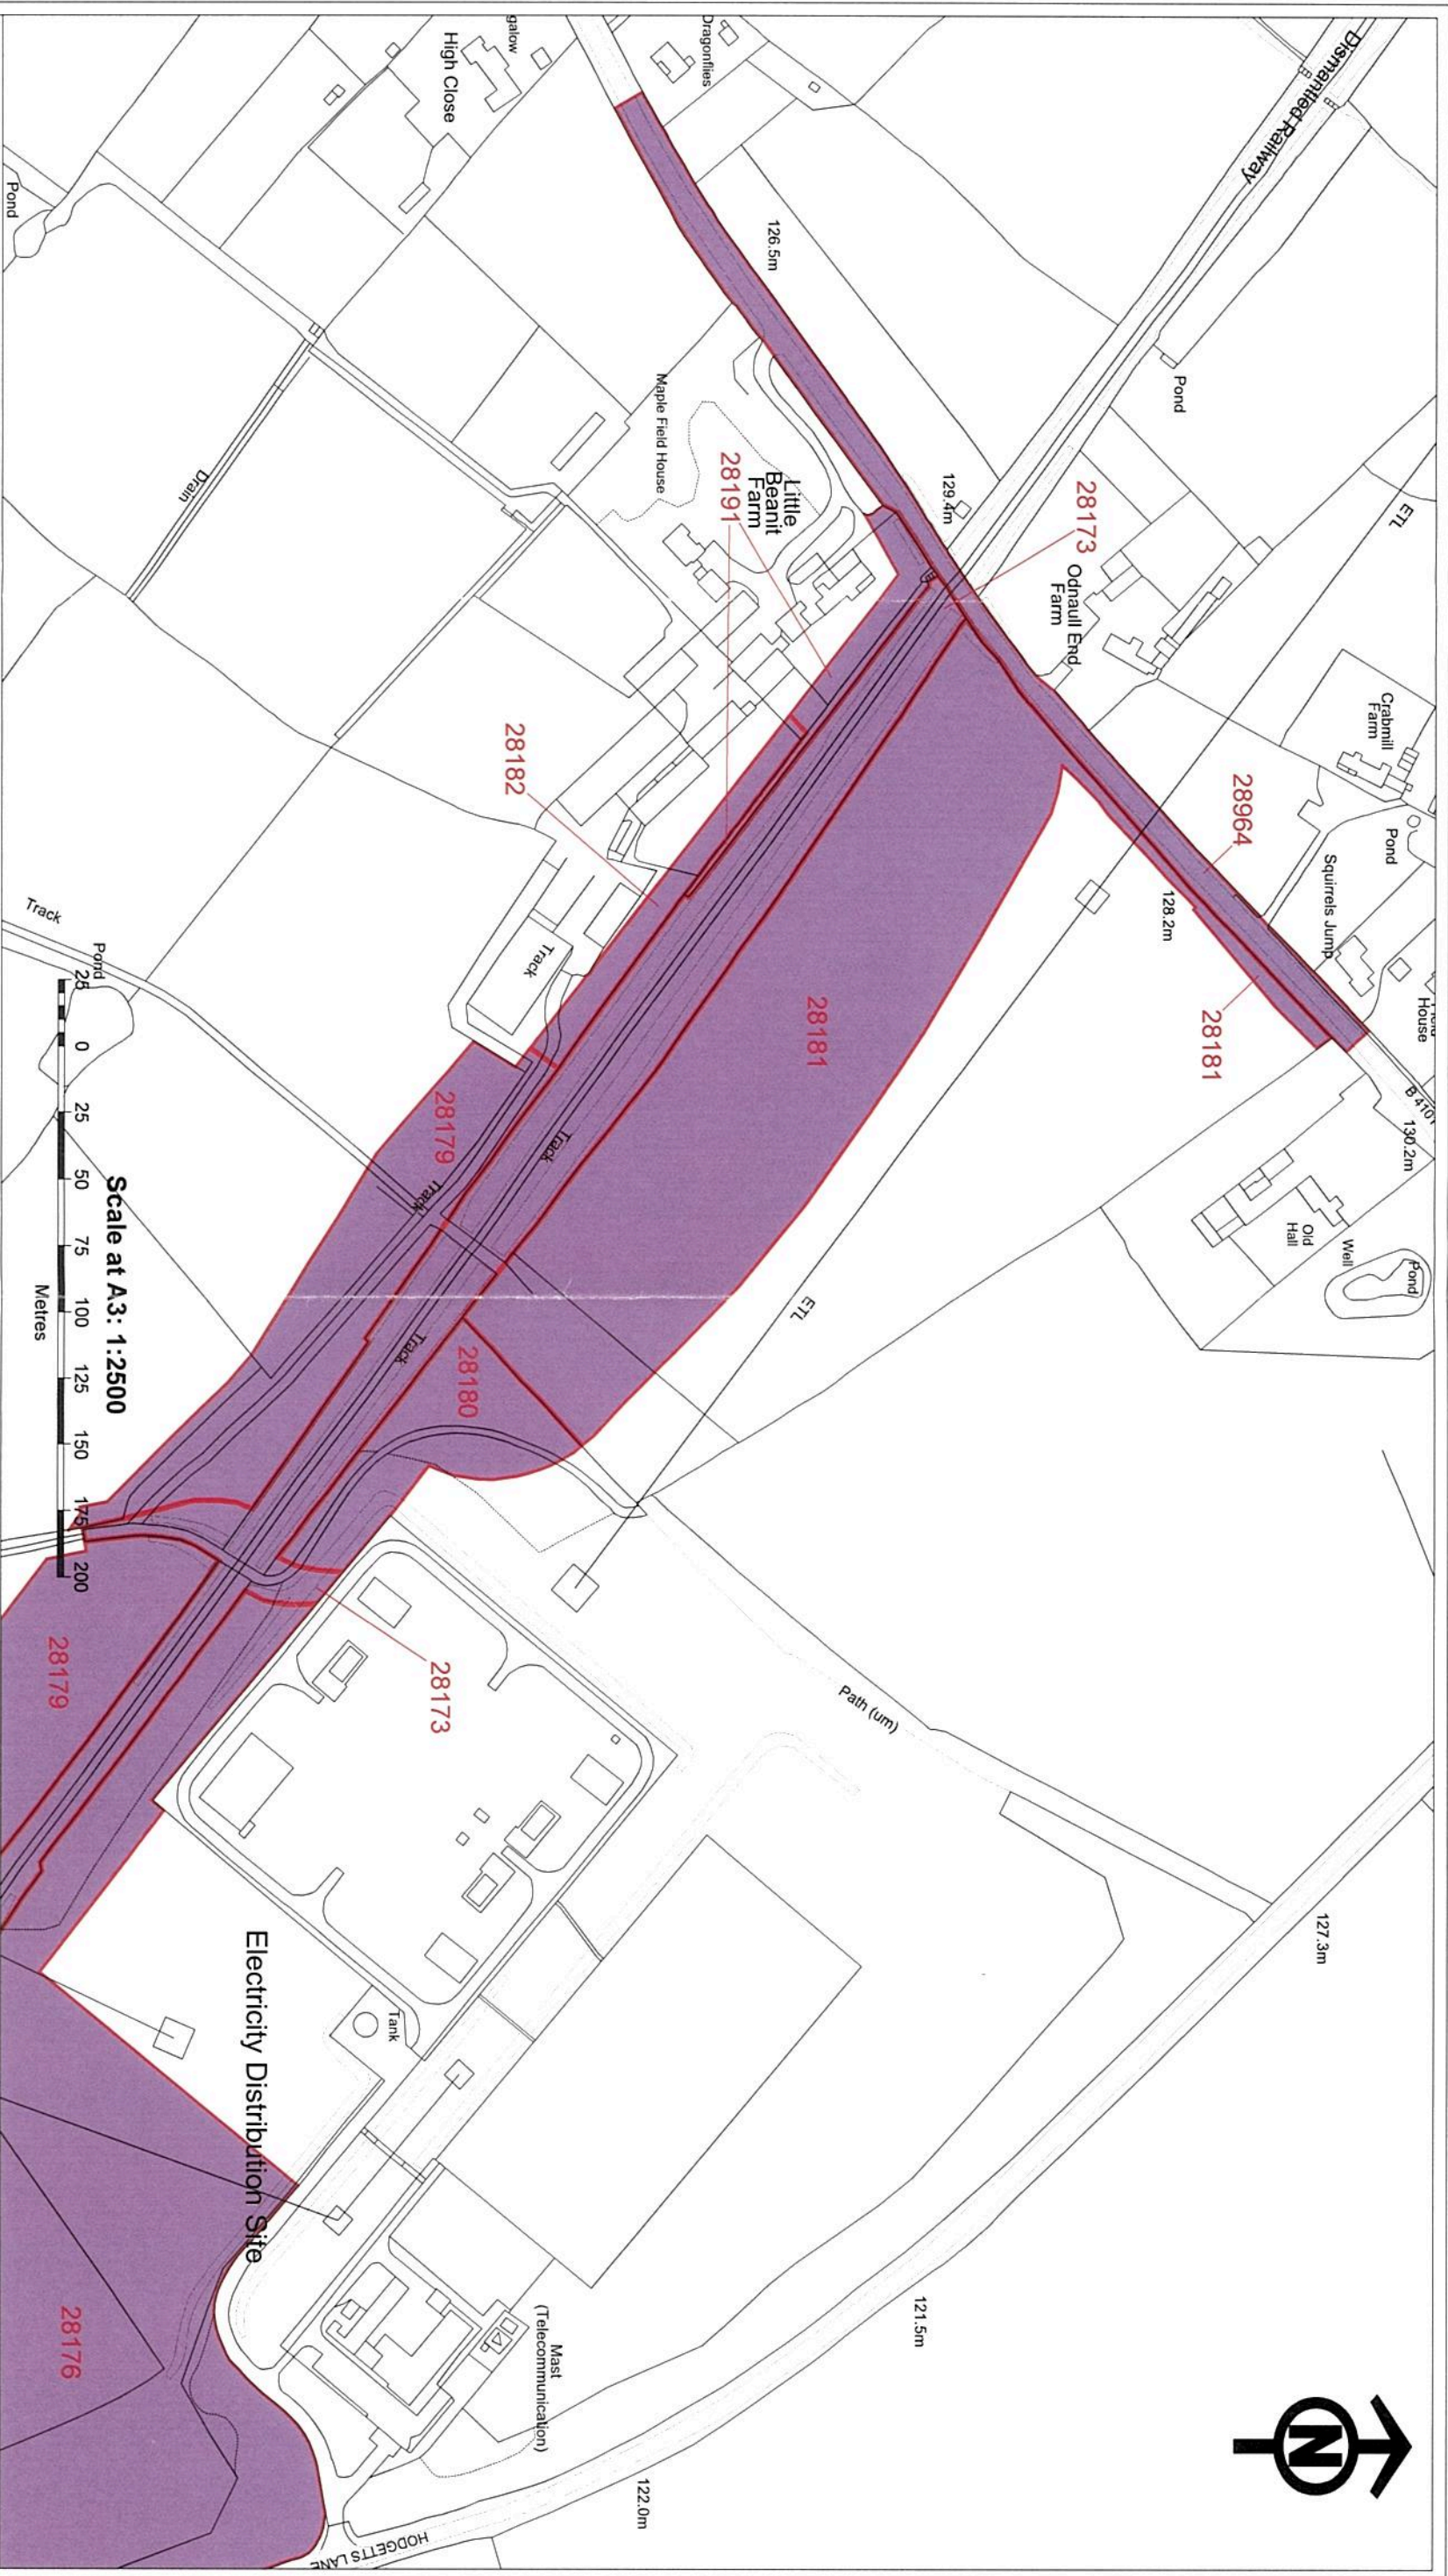 Dismantled Railway
Dragonflies
galow
High Close
Pond
126.5m
Pond
ETL
129.4m
28173
Odnaull End
Farm
Crabmill
Farm
Pond
28964
Squirrels Jump
House
B 4101
130.2m
128.2m
28181
Old
Hall
Well
Pond
Maple Field House
Little
Beanit
Farm
28191
28182
Drain
Track
28181
Track
28179
Track
Track
Track
28180
ETL
Pond
Scale at A3: 1:2500
25 0 25 50 75 100 125 150 175 200
Metres
28179
28173
Path (um)
127.3m
Electricity Distribution Site
Tank
28176
Mast
(Telecommunication)
121.5m
122.0m
HODGETTS LANE
N